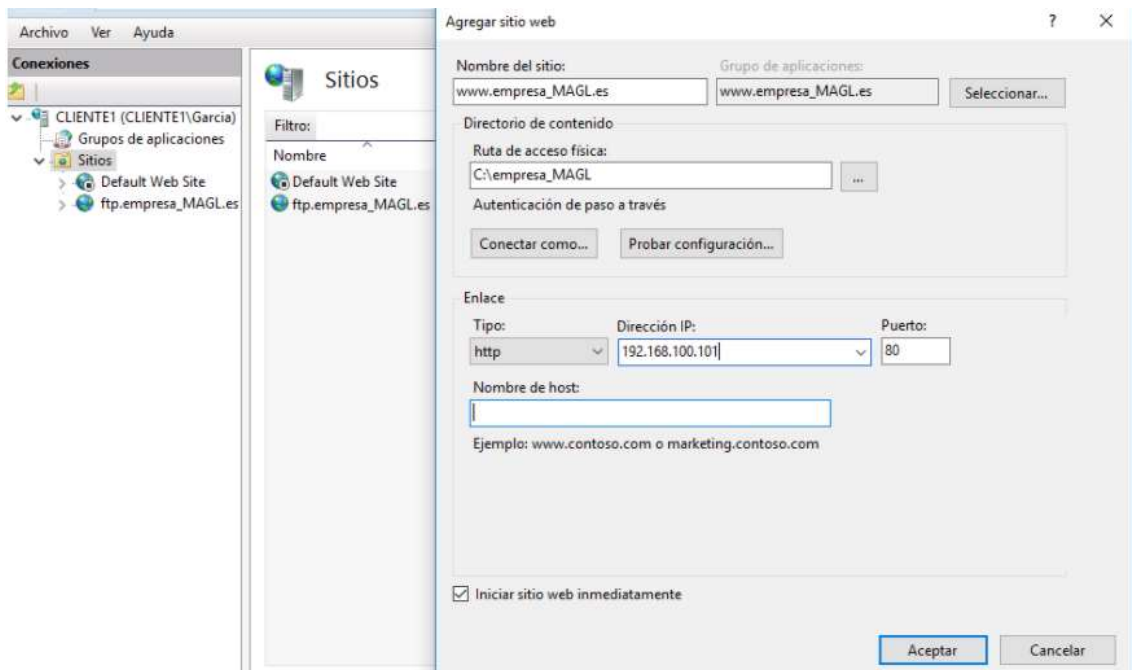 Archivo Ver Ayuda
Conexiones
CLIENTE1 (CLIENTE1\Garcia)
Grupos de aplicaciones
Sitios
Default Web Site
ftp.empresa_MAGL.es
Sitios
Filtro:
Nombre
Default Web Site
ftp.empresa_MAGL.es
Agregar sitio web
Nombre del sitio: Grupo de aplicaciones:
www.empresa_MAGL.es www.empresa_MAGL.es Seleccionar...
Directorio de contenido
Ruta de acceso física:
C:\empresa_MAGL ...
Autenticación de paso a través
Conectar como... Probar configuración...
Enlace
Tipo: Dirección IP: Puerto:
http 192.168.100.101 80
Nombre de host:
Ejemplo: www.contoso.com o marketing.contoso.com
Iniciar sitio web inmediatamente
Aceptar Cancelar